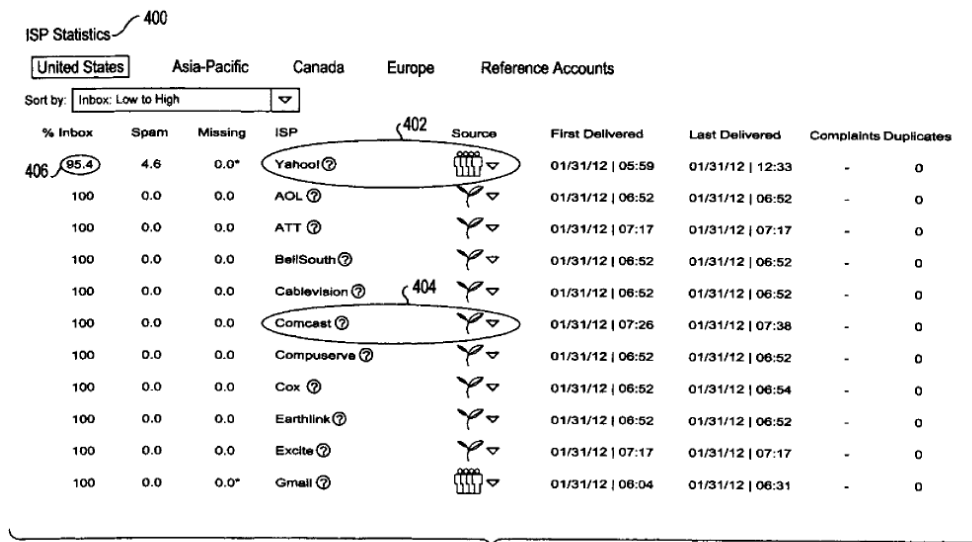 400
ISP Statistics
United States Asia-Pacific Canada Europe Reference Accounts
Sort by: Inbox: Low to High
402
% Inbox Spam Missing ISP Source First Delivered Last Delivered Complaints Duplicates
406 95.4 4.6 0.0* Yahoo! ? 01/31/12 | 05:59 01/31/12 | 12:33 - 0
100 0.0 0.0 AOL ? 01/31/12 | 06:52 01/31/12 | 06:52 - 0
100 0.0 0.0 ATT ? 01/31/12 | 07:17 01/31/12 | 07:17 - 0
100 0.0 0.0 BellSouth ? 01/31/12 | 06:52 01/31/12 | 06:52 - 0
100 0.0 0.0 Cablevision ? 01/31/12 | 06:52 01/31/12 | 06:52 - 0
404
100 0.0 0.0 Comcast ? 01/31/12 | 07:26 01/31/12 | 07:38 - 0
100 0.0 0.0 Compuserve ? 01/31/12 | 06:52 01/31/12 | 06:52 - 0
100 0.0 0.0 Cox ? 01/31/12 | 06:52 01/31/12 | 06:54 - 0
100 0.0 0.0 Earthlink ? 01/31/12 | 06:52 01/31/12 | 06:52 - 0
100 0.0 0.0 Excite ? 01/31/12 | 07:17 01/31/12 | 07:17 - 0
100 0.0 0.0* Gmail ? 01/31/12 | 06:04 01/31/12 | 06:31 - 0